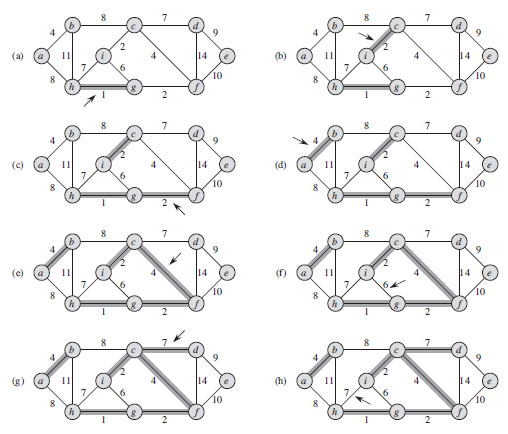 8 7
b c d
4 9
2
(a) a 11 i 4 14 e
7 6
8 10
h g f
1 2
8 7
b c d
4 9
2
(b) a 11 i 4 14 e
7 6
8 10
h g f
1 2
8 7
b c d
4 9
2
(c) a 11 i 4 14 e
7 6
8 10
h g f
1 2
8 7
b c d
4 9
2
(d) a 11 i 4 14 e
7 6
8 10
h g f
1 2
8 7
b c d
4 9
2
(e) a 11 i 4 14 e
7 6
8 10
h g f
1 2
8 7
b c d
4 9
2
(f) a 11 i 4 14 e
7 6
8 10
h g f
1 2
8 7
b c d
4 9
2
(g) a 11 i 4 14 e
7 6
8 10
h g f
1 2
8 7
b c d
4 9
2
(h) a 11 i 4 14 e
7 6
8 10
h g f
1 2